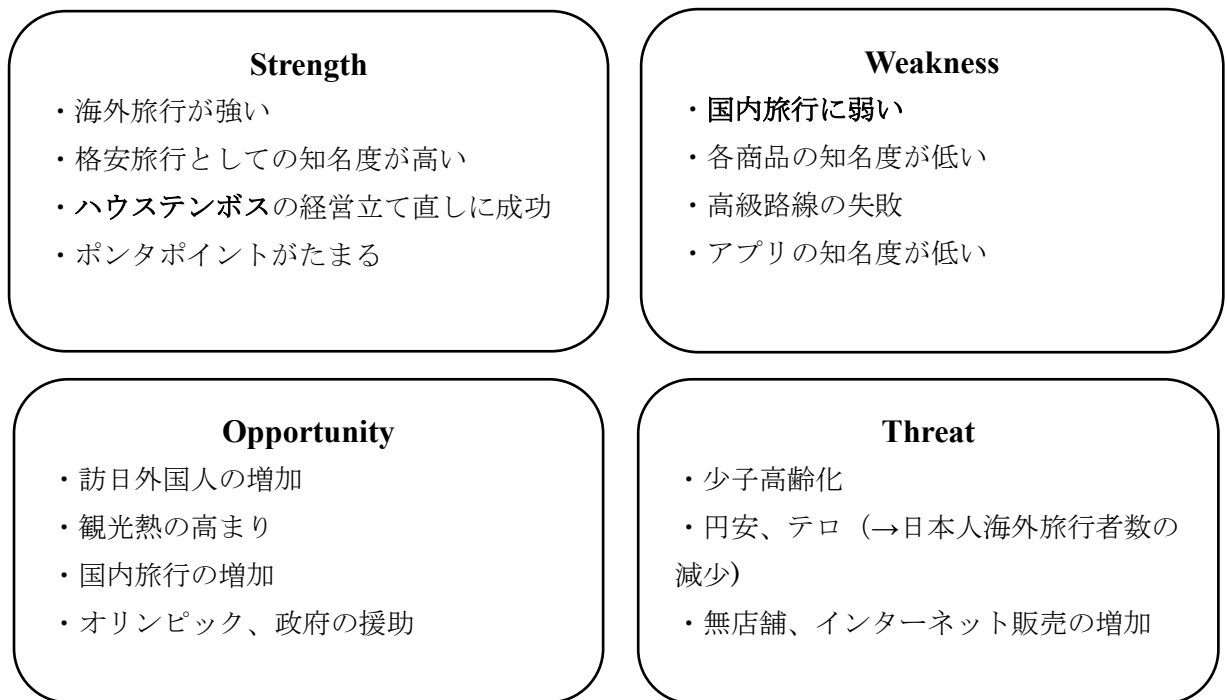 Strength
・海外旅行が強い
・格安旅行としての知名度が高い
・ハウステンボスの経営立て直しに成功
・ポンタポイントがたまる
Weakness
・国内旅行に弱い
・各商品の知名度が低い
・高級路線の失敗
・アプリの知名度が低い
Opportunity
・訪日外国人の増加
・観光熱の高まり
・国内旅行の増加
・オリンピック、政府の援助
Threat
・少子高齢化
・円安、テロ（→日本人海外旅行者数の
減少）
・無店舗、インターネット販売の増加